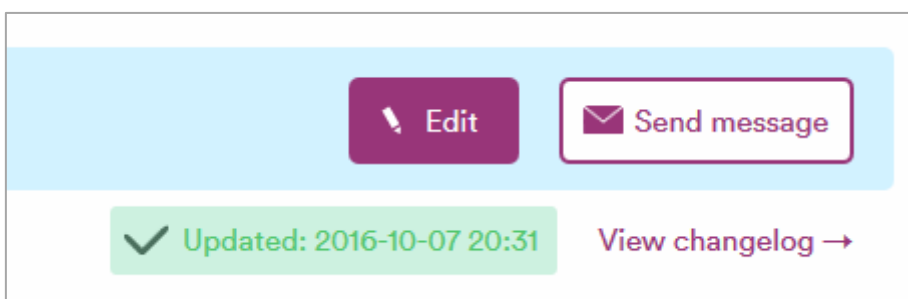 Edit
Send message
Updated: 2016-10-07 20:31
View changelog →